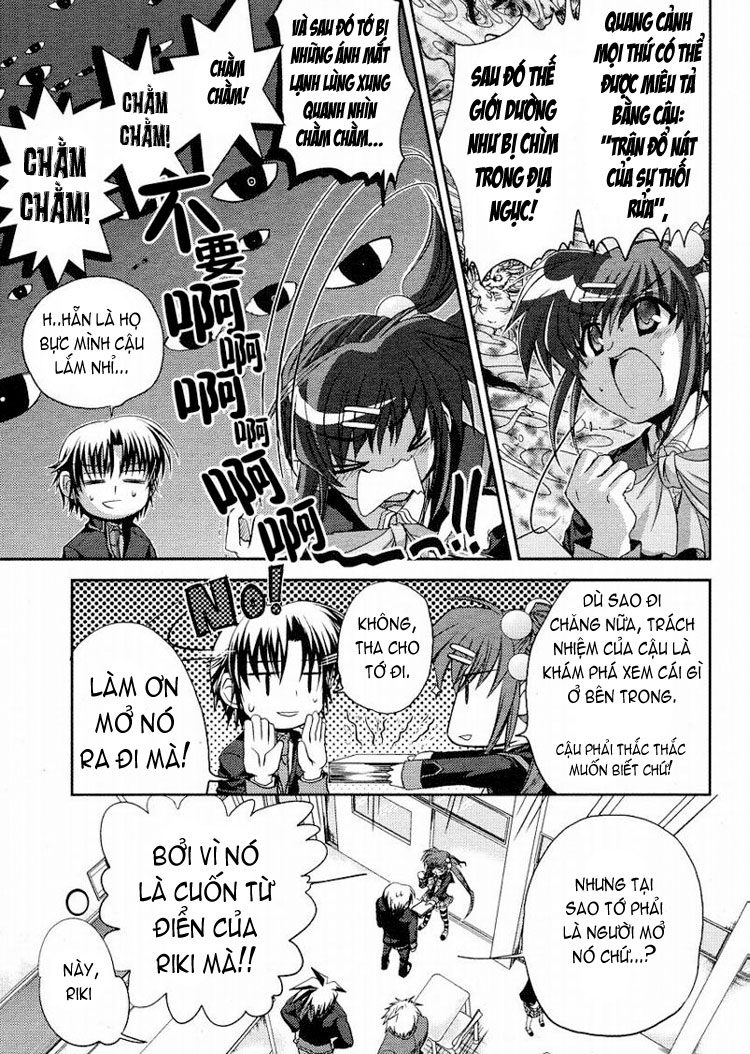 QUANG CẢNH
MỌI THỨ CÓ THỂ
ĐƯỢC MIÊU TẢ
BẰNG CÂU:
"TRẬN ĐỔ NÁT
CỦA SỰ THỐI
RỬA",
SAU ĐÓ THẾ
GIỚI DƯỜNG
NHƯ BỊ CHÌM
TRONG ĐỊA
NGỤC!
VÀ SAU ĐÓ TỚ BỊ
NHỮNG ÁNH MẮT
LẠNH LÙNG XUNG
QUANH NHÌN
CHẰM CHẰM...
CHẰM
CHẰM!
CHẰM
CHẰM!
CHẰM
CHẰM!
不要啊啊啊啊啊啊!!
H..HẲN LÀ HỌ
BỰC MÌNH CẬU
LẮM NHỈ...
DÙ SAO ĐI
CHĂNG NỮA, TRÁCH
NHIỆM CỦA CẬU LÀ
KHÁM PHÁ XEM CÁI GÌ
Ở BÊN TRONG.
CẬU PHẢI THẮC THẮC
MUỐN BIẾT CHỨ!
KHÔNG,
THA CHO
TỚ ĐI.
NO!
LÀM ƠN
MỞ NÓ
RA ĐI MÀ!
NHƯNG TẠI
SAO TỚ PHẢI
LÀ NGƯỜI MỞ
NÓ CHỨ...?
BỞI VÌ NÓ
LÀ CUỐN TỪ
ĐIỂN CỦA
RIKI MÀ!!
NÀY,
RIKI